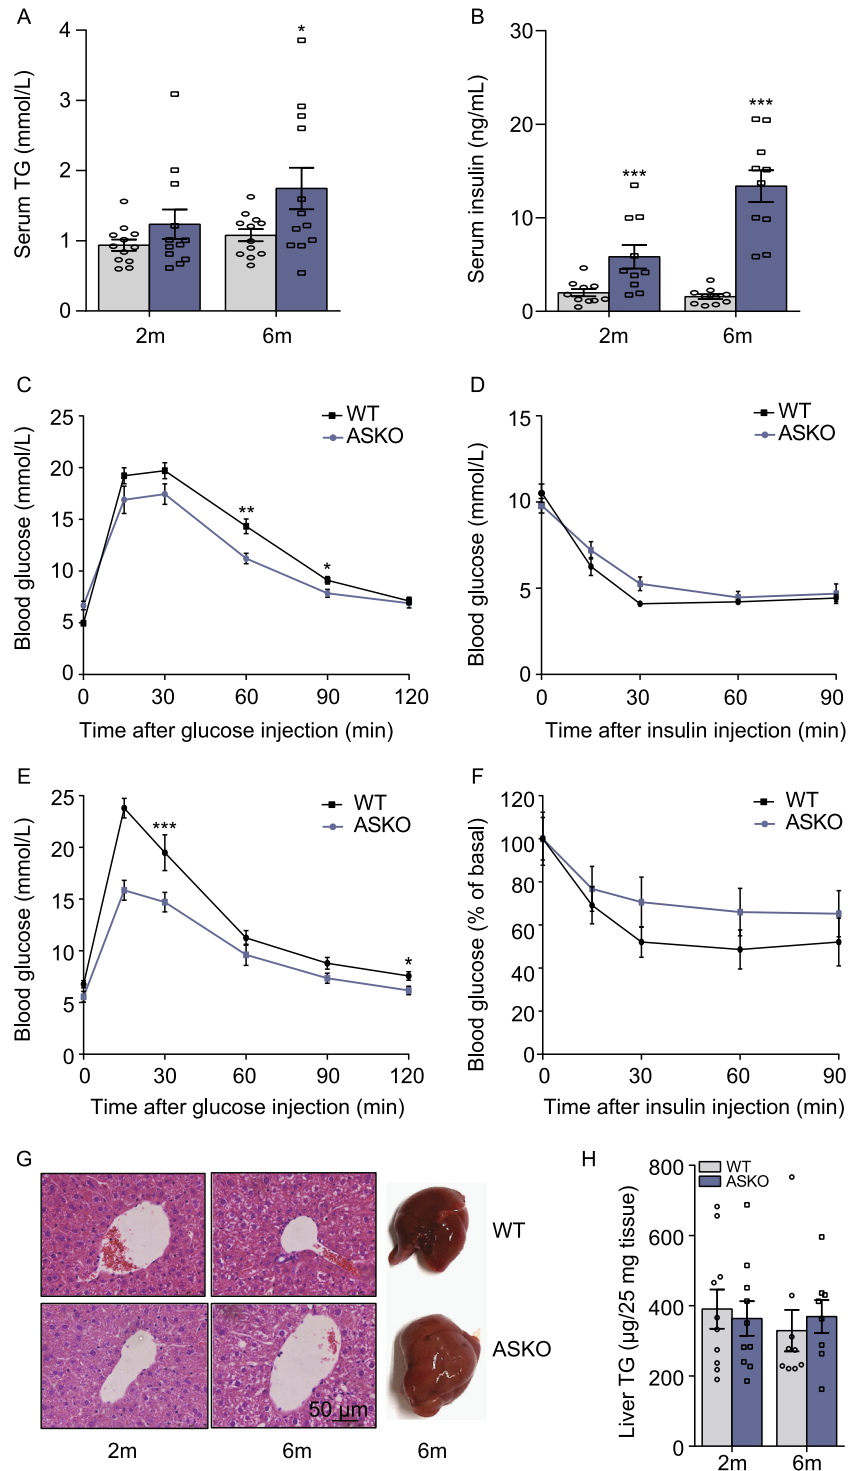 A
Serum TG (mmol/L)
4
3
2
1
0
*
2m
6m
B
Serum insulin (ng/mL)
30
20
10
0
***
***
2m
6m
C
Blood glucose (mmol/L)
25
20
15
10
5
0
WT
ASKO
**
*
0 30 60 90 120
Time after glucose injection (min)
D
Blood glucose (mmol/L)
15
10
5
0
WT
ASKO
0 30 60 90
Time after insulin injection (min)
E
Blood glucose (mmol/L)
25
20
15
10
5
0
WT
ASKO
***
*
0 30 60 90 120
Time after glucose injection (min)
F
Blood glucose (% of basal)
120
100
80
60
40
20
0
WT
ASKO
0 30 60 90
Time after insulin injection (min)
G
WT
ASKO
50 µm
2m
6m
6m
H
Liver TG (µg/25 mg tissue)
800
600
400
200
0
WT
ASKO
2m
6m